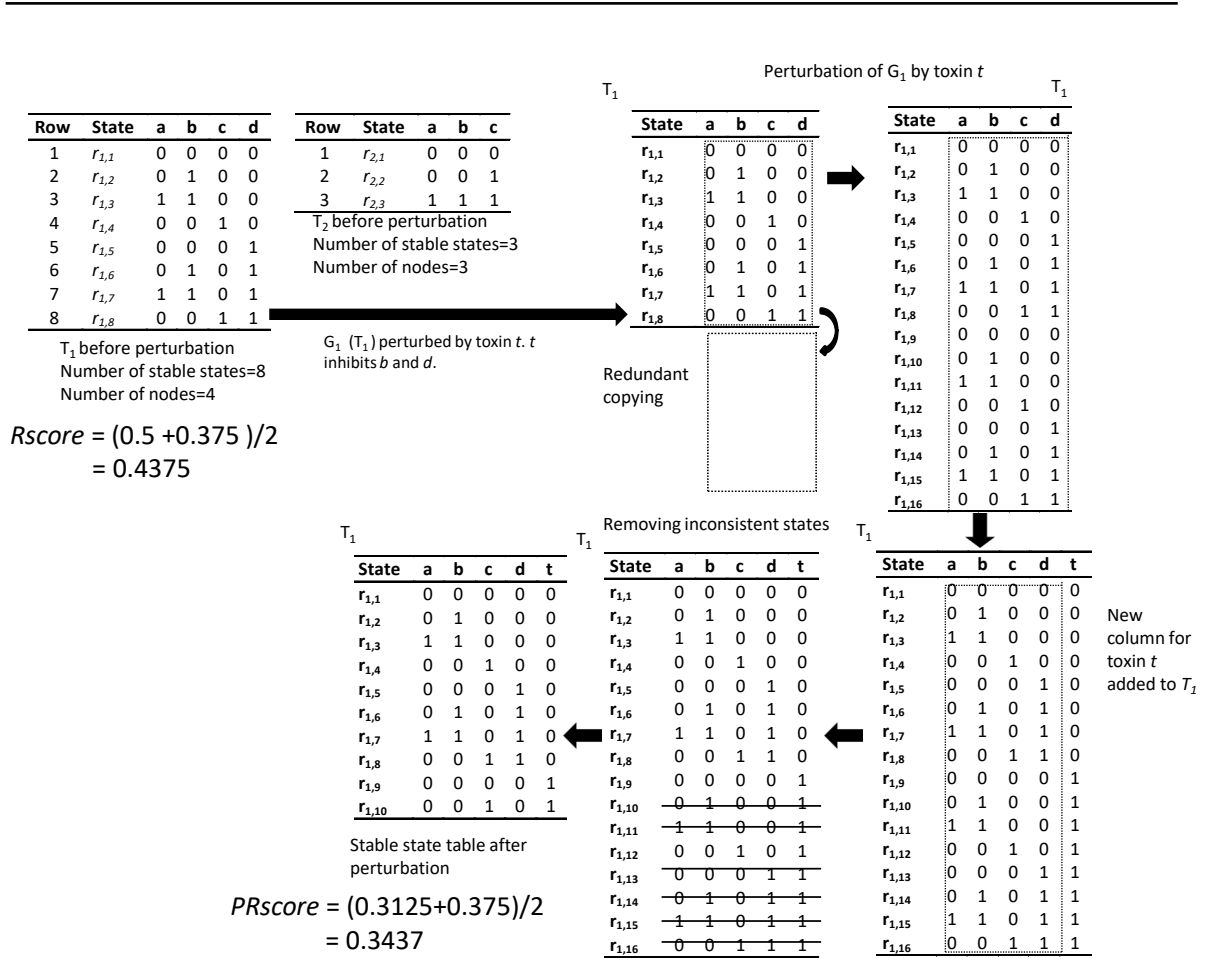 Perturbation of G1 by toxin t
Row State a b c d
1 r1,1 0 0 0 0
2 r1,2 0 1 0 0
3 r1,3 1 1 0 0
4 r1,4 0 0 1 0
5 r1,5 0 0 0 1
6 r1,6 0 1 0 1
7 r1,7 1 1 0 1
8 r1,8 0 0 1 1
T1 before perturbation
Number of stable states=8
Number of nodes=4
Rscore = (0.5 +0.375 )/2
= 0.4375
Row State a b c
1 r2,1 0 0 0
2 r2,2 0 0 1
3 r2,3 1 1 1
T2 before perturbation
Number of stable states=3
Number of nodes=3
G1 (T1) perturbed by toxin t. t
inhibits b and d.
T1
State a b c d
r1,1 0 0 0 0
r1,2 0 1 0 0
r1,3 1 1 0 0
r1,4 0 0 1 0
r1,5 0 0 0 1
r1,6 0 1 0 1
r1,7 1 1 0 1
r1,8 0 0 1 1
Redundant
copying
T1
State a b c d
r1,1 0 0 0 0
r1,2 0 1 0 0
r1,3 1 1 0 0
r1,4 0 0 1 0
r1,5 0 0 0 1
r1,6 0 1 0 1
r1,7 1 1 0 1
r1,8 0 0 1 1
r1,9 0 0 0 0
r1,10 0 1 0 0
r1,11 1 1 0 0
r1,12 0 0 1 0
r1,13 0 0 0 1
r1,14 0 1 0 1
r1,15 1 1 0 1
r1,16 0 0 1 1
T1
State a b c d t
r1,1 0 0 0 0 0
r1,2 0 1 0 0 0
r1,3 1 1 0 0 0
r1,4 0 0 1 0 0
r1,5 0 0 0 1 0
r1,6 0 1 0 1 0
r1,7 1 1 0 1 0
r1,8 0 0 1 1 0
r1,9 0 0 0 0 1
r1,10 0 1 0 0 1
r1,11 1 1 0 0 1
r1,12 0 0 1 0 1
r1,13 0 0 0 1 1
r1,14 0 1 0 1 1
r1,15 1 1 0 1 1
r1,16 0 0 1 1 1
New
column for
toxin t
added to T1
Removing inconsistent states
T1
State a b c d t
r1,1 0 0 0 0 0
r1,2 0 1 0 0 0
r1,3 1 1 0 0 0
r1,4 0 0 1 0 0
r1,5 0 0 0 1 0
r1,6 0 1 0 1 0
r1,7 1 1 0 1 0
r1,8 0 0 1 1 0
r1,9 0 0 0 0 1
r1,10 0 1 0 0 1
r1,11 1 1 0 0 1
r1,12 0 0 1 0 1
r1,13 0 0 0 1 1
r1,14 0 1 0 1 1
r1,15 1 1 0 1 1
r1,16 0 0 1 1 1
T1
State a b c d t
r1,1 0 0 0 0 0
r1,2 0 1 0 0 0
r1,3 1 1 0 0 0
r1,4 0 0 1 0 0
r1,5 0 0 0 1 0
r1,6 0 1 0 1 0
r1,7 1 1 0 1 0
r1,8 0 0 1 1 0
r1,9 0 0 0 0 1
r1,10 0 0 1 0 1
Stable state table after
perturbation
PRscore = (0.3125+0.375)/2
= 0.3437